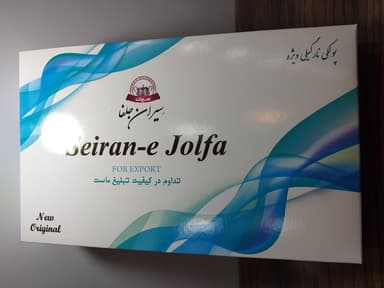 پولکی نارگیلی ویژه
سیران جلفا
Seiran-e Jolfa
FOR EXPORT
تداوم در کیفیت تبلیغ ماست
New
Original